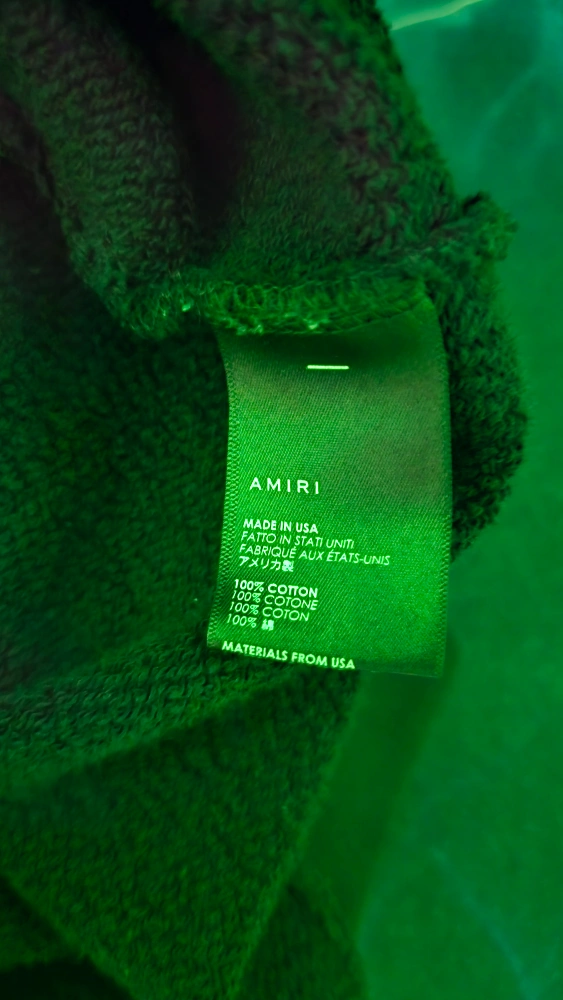 AMIRI
MADE IN USA
FATTO IN STATI UNITI
FABRIQUÉ AUX ÉTATS-UNIS
アメリカ製
100% COTTON
100% COTONE
100% COTON
100% 綿
MATERIALS FROM USA